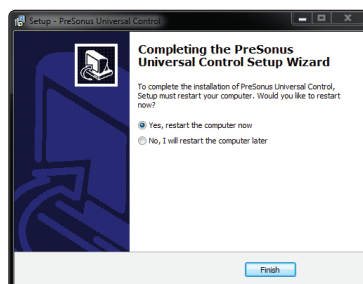 Setup - PreSonus Universal Control
Completing the PreSonus
Universal Control Setup Wizard
To complete the installation of PreSonus Universal Control,
Setup must restart your computer. Would you like to restart
now?
Yes, restart the computer now
No, I will restart the computer later
Finish